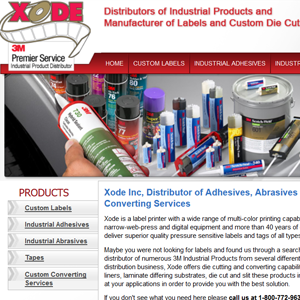 XODE
3M
Premier Service
Industrial Product Distributor
Distributors of Industrial Products and
Manufacturer of Labels and Custom Die Cut
HOME
CUSTOM LABELS
INDUSTRIAL ADHESIVES
INDUST
730
77
80
PRODUCTS
Custom Labels
Industrial Adhesives
Industrial Abrasives
Tapes
Custom Converting
Services
Xode Inc, Distributor of Adhesives, Abrasives
Converting Services
Xode is a label printer with a wide range of multi-color printing capab
narrow-web-press and digital equipment and more than 40 years of
deliver superior quality pressure sensitive labels and tags of all types
Maybe you were not looking for labels and found us through a search
distributor of numerous 3M Industrial Products from several different
distribution business, Xode offers die cutting and converting capabili
liners, laminate differing substrates, die cut and slit these products in
at your applications in order to provide you with the best solution.
If you don't see what you need here please call us at 1-800-772-963